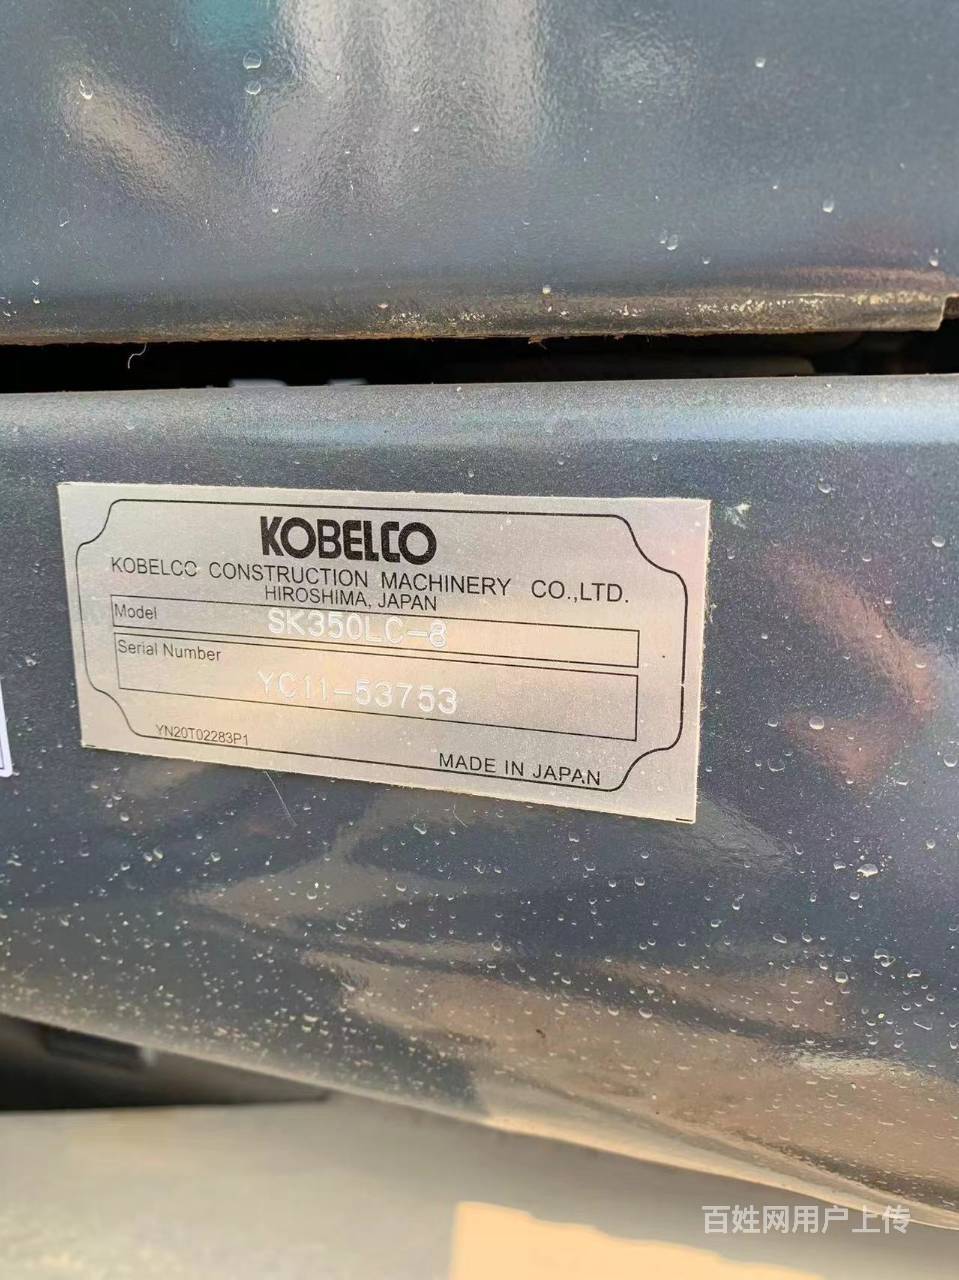 KOBELCO
KOBELCO CONSTRUCTION MACHINERY CO.,LTD.
HIROSHIMA, JAPAN
Model SK350LC-8
Serial Number
YC11-53753
YN20T02283P1
MADE IN JAPAN
百姓网用户上传